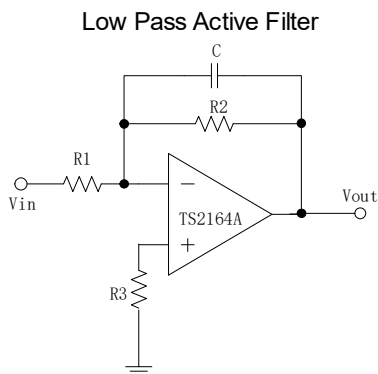 Low Pass Active Filter
C
R2
R1
Vin
−
TS2164A
Vout
+
R3